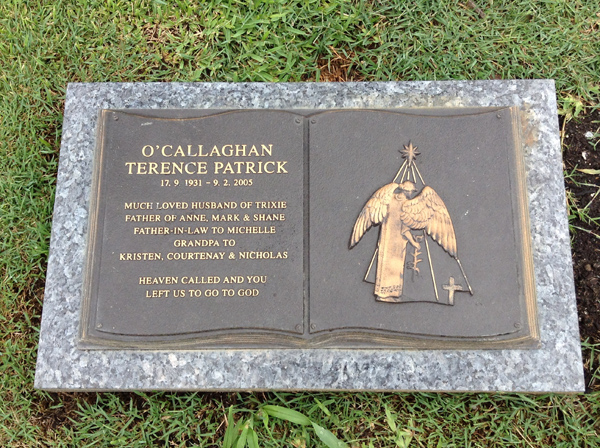 O'CALLAGHAN
TERENCE PATRICK
17. 9. 1931 - 9. 2. 2005
MUCH LOVED HUSBAND OF TRIXIE
FATHER OF ANNE, MARK & SHANE
FATHER-IN-LAW TO MICHELLE
GRANDPA TO
KRISTEN, COURTENAY & NICHOLAS
HEAVEN CALLED AND YOU
LEFT US TO GO TO GOD